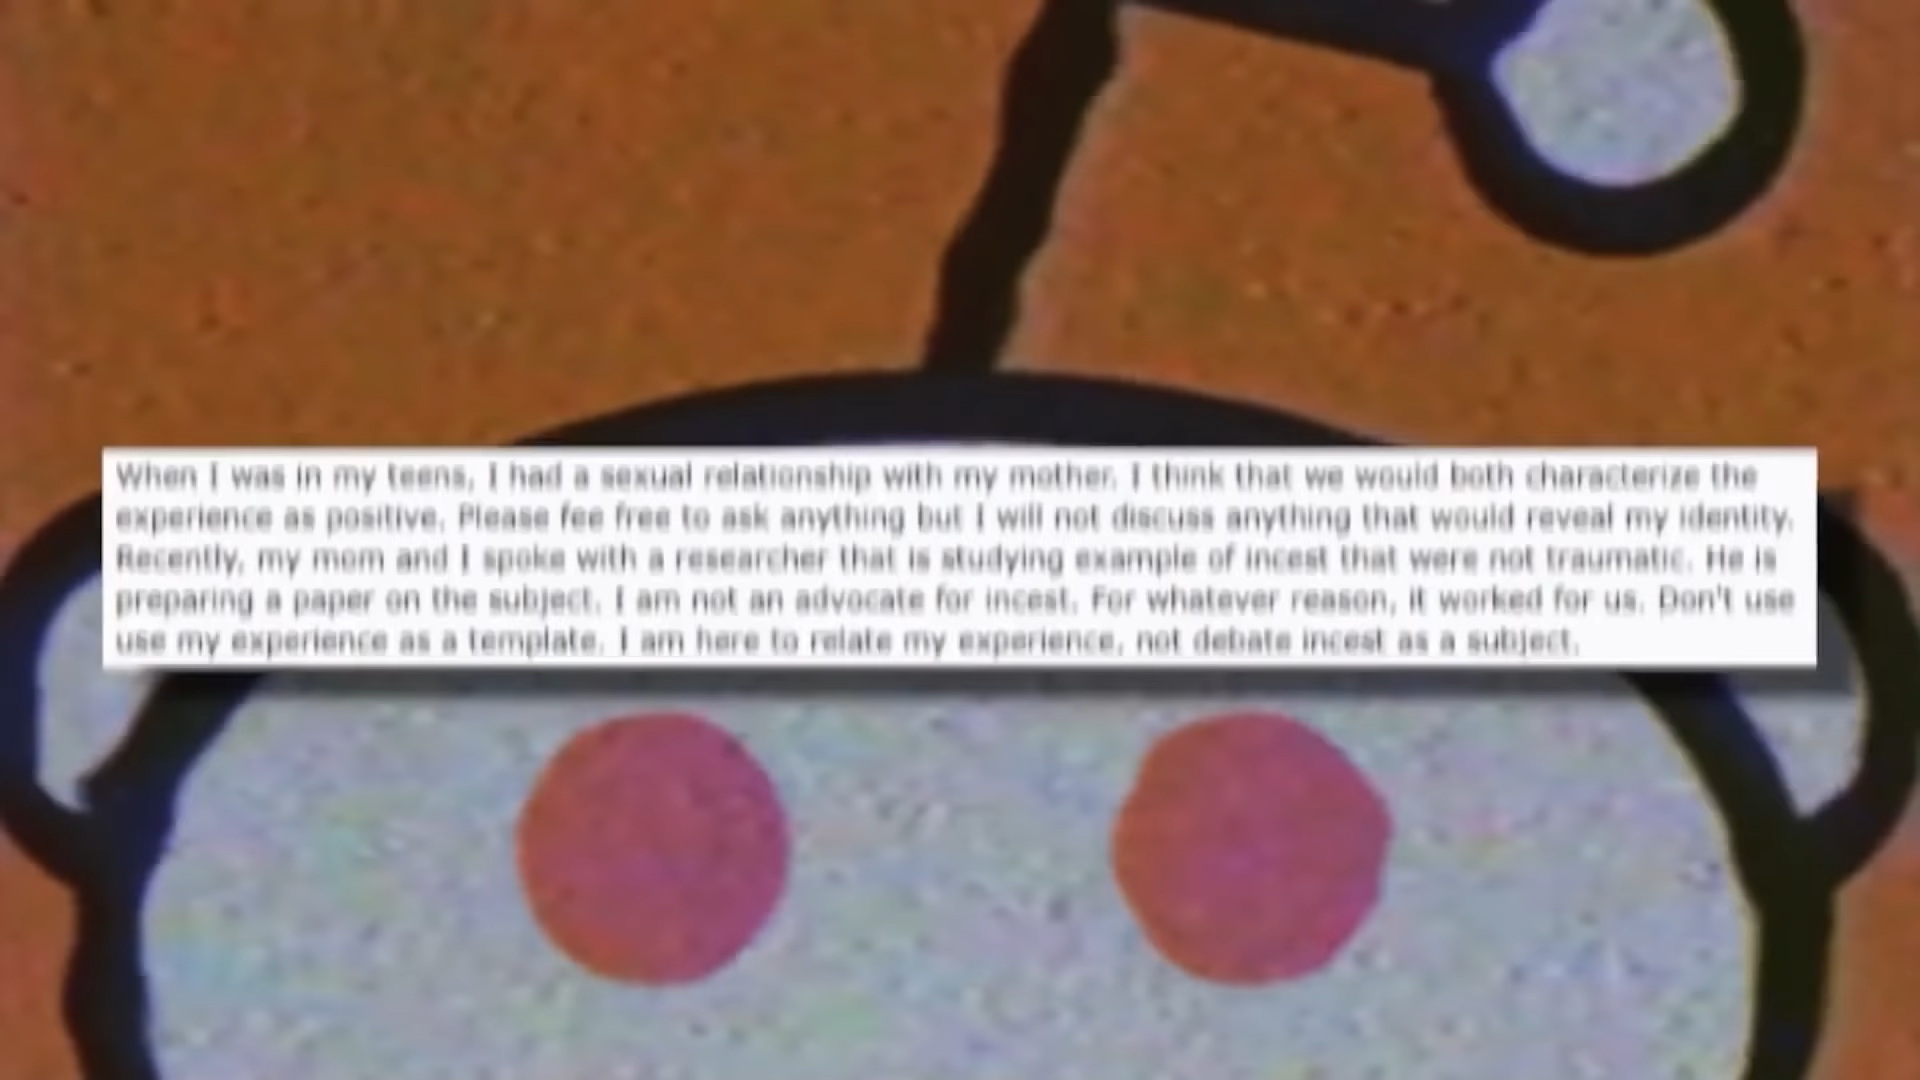 When I was in my teens, I had a sexual relationship with my mother. I think that we would both characterize the
experience as positive. Please fee free to ask anything but I will not discuss anything that would reveal my identity.
Recently, my mom and I spoke with a researcher that is studying example of incest that were not traumatic. He is
preparing a paper on the subject. I am not an advocate for incest. For whatever reason, it worked for us. Don't use
use my experience as a template. I am here to relate my experience, not debate incest as a subject.